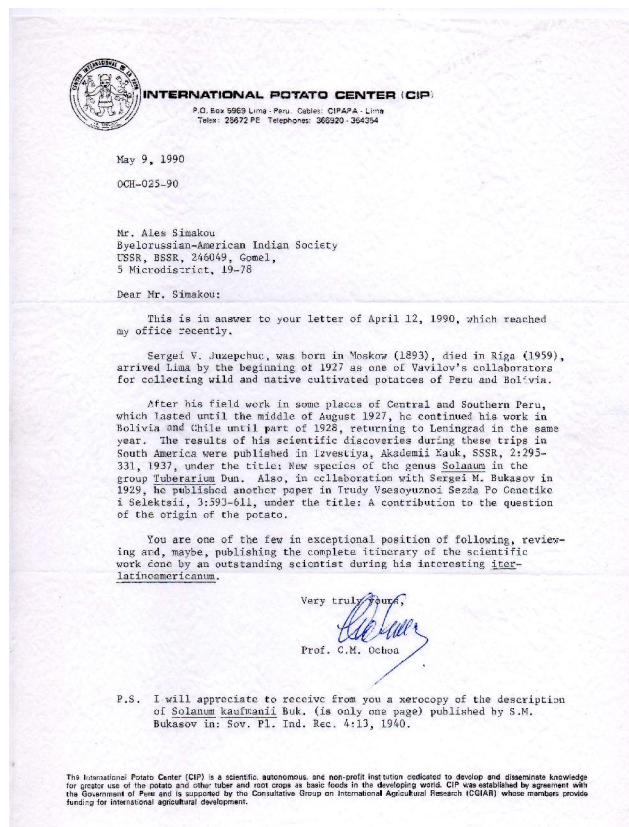 INTERNATIONAL POTATO CENTER (CIP)
P.O. Box 5969 Lima - Peru. Cables: CIPAPA - Lima
Telex: 25672 PE Telephones: 366920 - 364354
May 9, 1990
OCH-025-90
Mr. Ales Simakou
Byelorussian-American Indian Society
USSR, BSSR, 246049, Gomel,
5 Microdistrict, 19-78
Dear Mr. Simakou:
This is in answer to your letter of April 12, 1990, which reached
my office recently.
Sergei V. Juzepchuc, was born in Moskow (1893), died in Riga (1959),
arrived Lima by the beginning of 1927 as one of Vavilov's collaborators
for collecting wild and native cultivated potatoes of Peru and Bolivia.
After his field work in some places of Central and Southern Peru,
which lasted until the middle of August 1927, he continued his work in
Bolivia and Chile until part of 1928, returning to Leningrad in the same
year. The results of his scientific discoveries during these trips in
South America were published in Izvestiya, Akademii Nauk, SSSR, 2:295-
331, 1937, under the title: New species of the genus Solanum in the
group Tuberarium Dun. Also, in collaboration with Sergei M. Bukasov in
1929, he published another paper in Trudy Vsesoyuznoi Sezda Po Genetike
i Selektsii, 3:593-611, under the title: A contribution to the question
of the origin of the potato.
You are one of the few in exceptional position of following, review-
ing and, maybe, publishing the complete itinerary of the scientific
work done by an outstanding scientist during his interesting iter-
latinoamericanum.
Very truly yours,
Prof. C.M. Ochoa
P.S. I will appreciate to receive from you a xerocopy of the description
of Solanum kaufmanii Buk. (is only one page) published by S.M.
Bukasov in: Sov. Pl. Ind. Rec. 4:13, 1940.
The International Potato Center (CIP) is a scientific, autonomous, and non-profit institution dedicated to develop and disseminate knowledge
for greater use of the potato and other tuber and root crops as basic foods in the developing world. CIP was established by agreement with
the Government of Peru and is supported by the Consultative Group on International Agricultural Research (CGIAR) whose members provide
funding for international agricultural development.